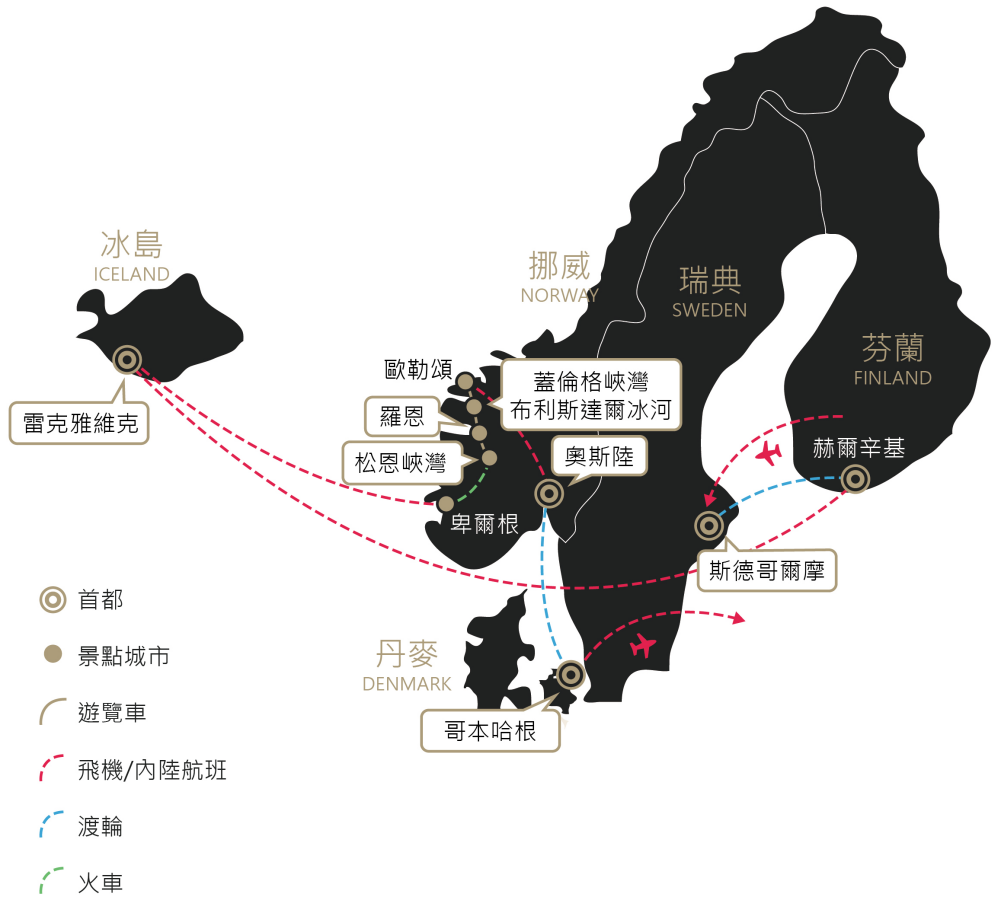 冰島
ICELAND
挪威
NORWAY
瑞典
SWEDEN
芬蘭
FINLAND
歐勒頌
蓋倫格峽灣
布利斯達爾冰河
羅恩
雷克雅維克
松恩峽灣
奧斯陸
赫爾辛基
卑爾根
斯德哥爾摩
丹麥
DENMARK
哥本哈根
首都
景點城市
遊覽車
飛機/內陸航班
渡輪
火車